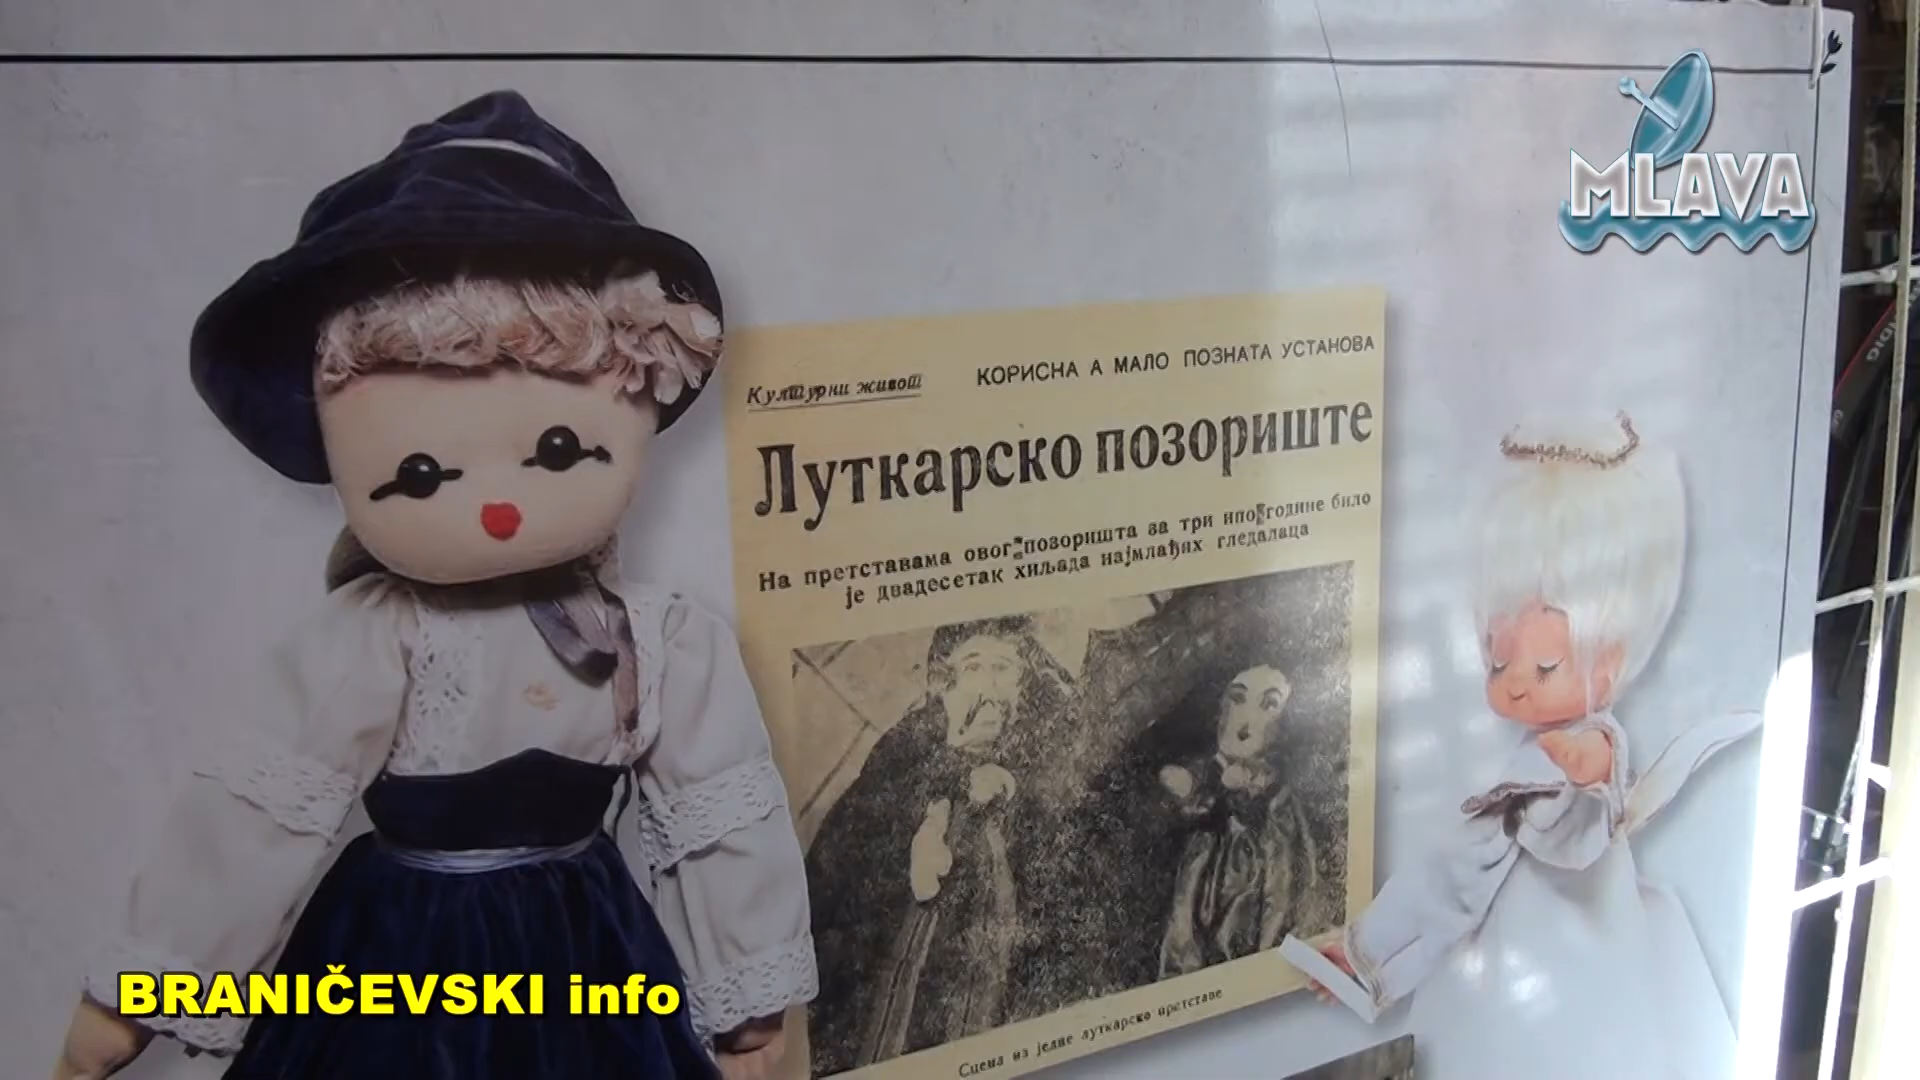 MLAVA
Културни живот
КОРИСНА А МАЛО ПОЗНАТА УСТАНОВА
Луткарско позориште
На претставама овог позоришта за три и по године било
је двадесетак хиљада најмлађих гледалаца
Сцена из једне луткарске претставе
BRANIČEVSKI info